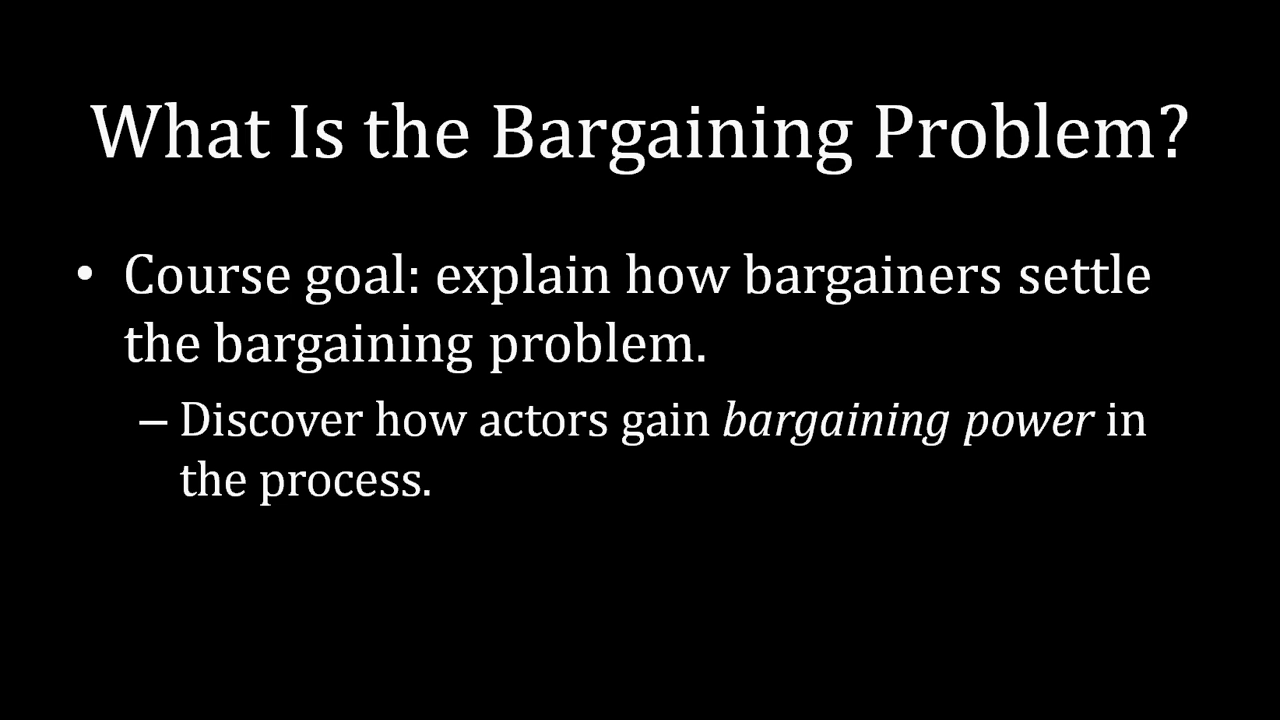 What Is the Bargaining Problem?
• Course goal: explain how bargainers settle
the bargaining problem.
– Discover how actors gain bargaining power in
the process.